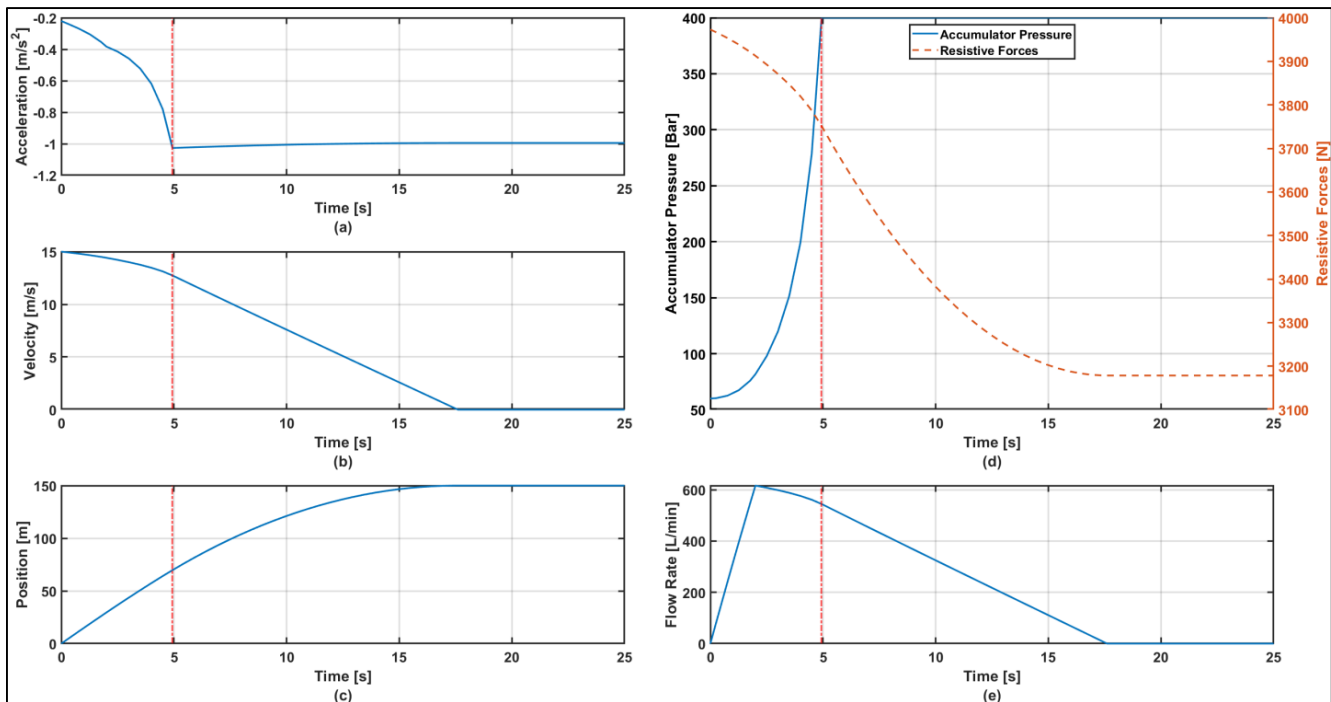 Acceleration [m/s²]
-0.2
-0.4
-0.6
-0.8
-1
-1.2
0 5 10 15 20 25
Time [s]
(a)
Velocity [m/s]
15
10
5
0
0 5 10 15 20 25
Time [s]
(b)
Position [m]
150
100
50
0
0 5 10 15 20 25
Time [s]
(c)
Accumulator Pressure [Bar]
400
350
300
250
200
150
100
50
Accumulator Pressure
Resistive Forces
4000
3900
3800
3700
3600
3500
3400
3300
3200
3100
Resistive Forces [N]
0 5 10 15 20 25
Time [s]
(d)
Flow Rate [L/min]
600
400
200
0
0 5 10 15 20 25
Time [s]
(e)